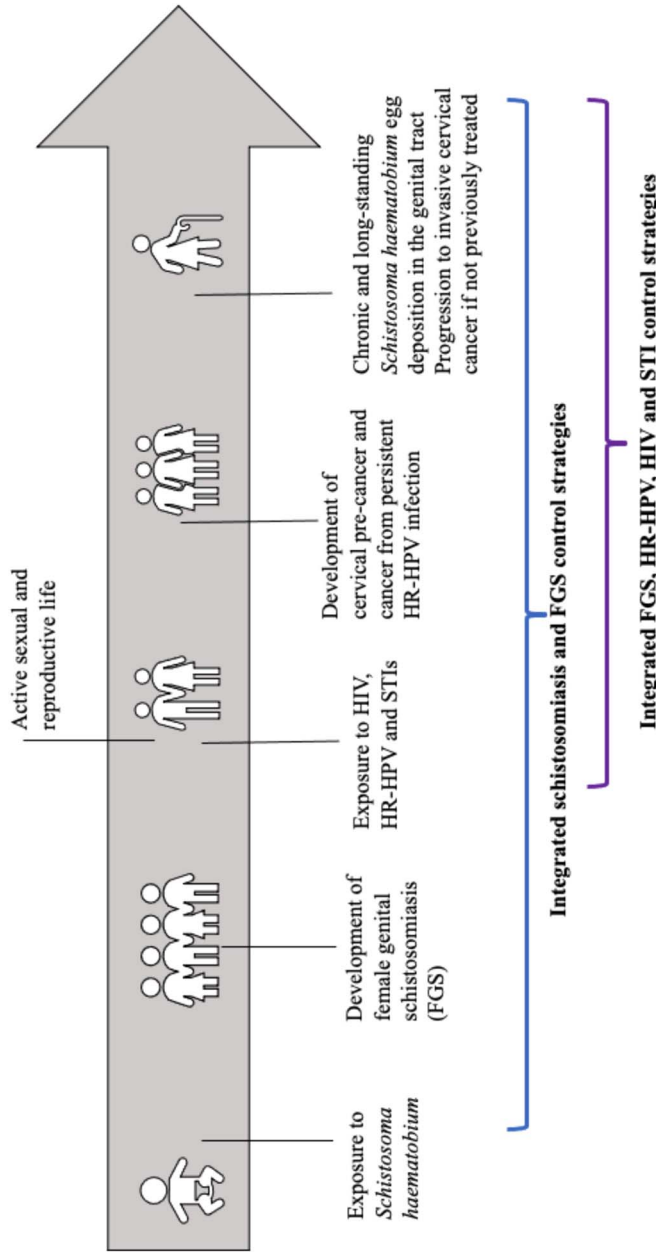 Active sexual and
reproductive life
Exposure to
Schistosoma
haematobium
Development of
female genital
schistosomiasis
(FGS)
Exposure to HIV,
HR-HPV and STIs
Development of
cervical pre-cancer and
cancer from persistent
HR-HPV infection
Chronic and long-standing
Schistosoma haematobium egg
deposition in the genital tract
Progression to invasive cervical
cancer if not previously treated
Integrated schistosomiasis and FGS control strategies
Integrated FGS, HR-HPV, HIV and STI control strategies